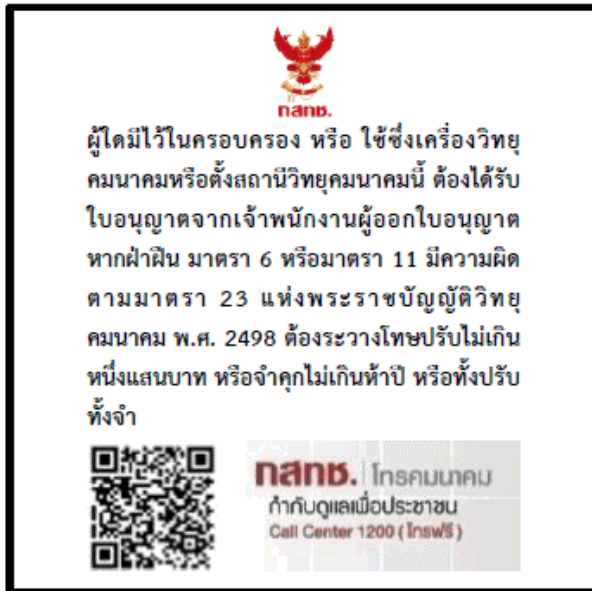 กสทช.
ผู้ใดมีไว้ในครอบครอง หรือ ใช้ซึ่งเครื่องวิทยุ
คมนาคมหรือตั้งสถานีวิทยุคมนาคมนี้ ต้องได้รับ
ใบอนุญาตจากเจ้าพนักงานผู้ออกใบอนุญาต
หากฝ่าฝืน มาตรา 6 หรือมาตรา 11 มีความผิด
ตามมาตรา 23 แห่งพระราชบัญญัติวิทยุ
คมนาคม พ.ศ. 2498 ต้องระวางโทษปรับไม่เกิน
หนึ่งแสนบาท หรือจำคุกไม่เกินห้าปี หรือทั้งปรับ
ทั้งจำ
กสทช. | โทรคมนาคม
กำกับดูแลเพื่อประชาชน
Call Center 1200 ( โทรฟรี )